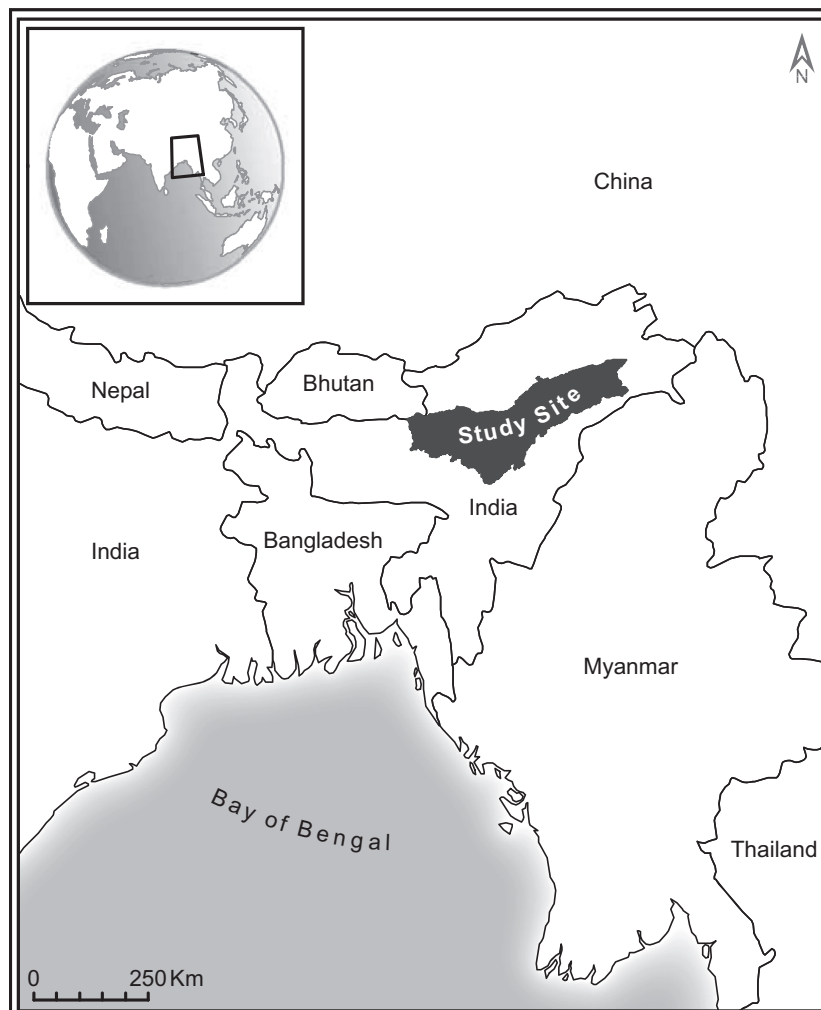 N
China
Nepal
Bhutan
Study Site
India
India
Bangladesh
Myanmar
Bay of Bengal
Thailand
0 250 Km